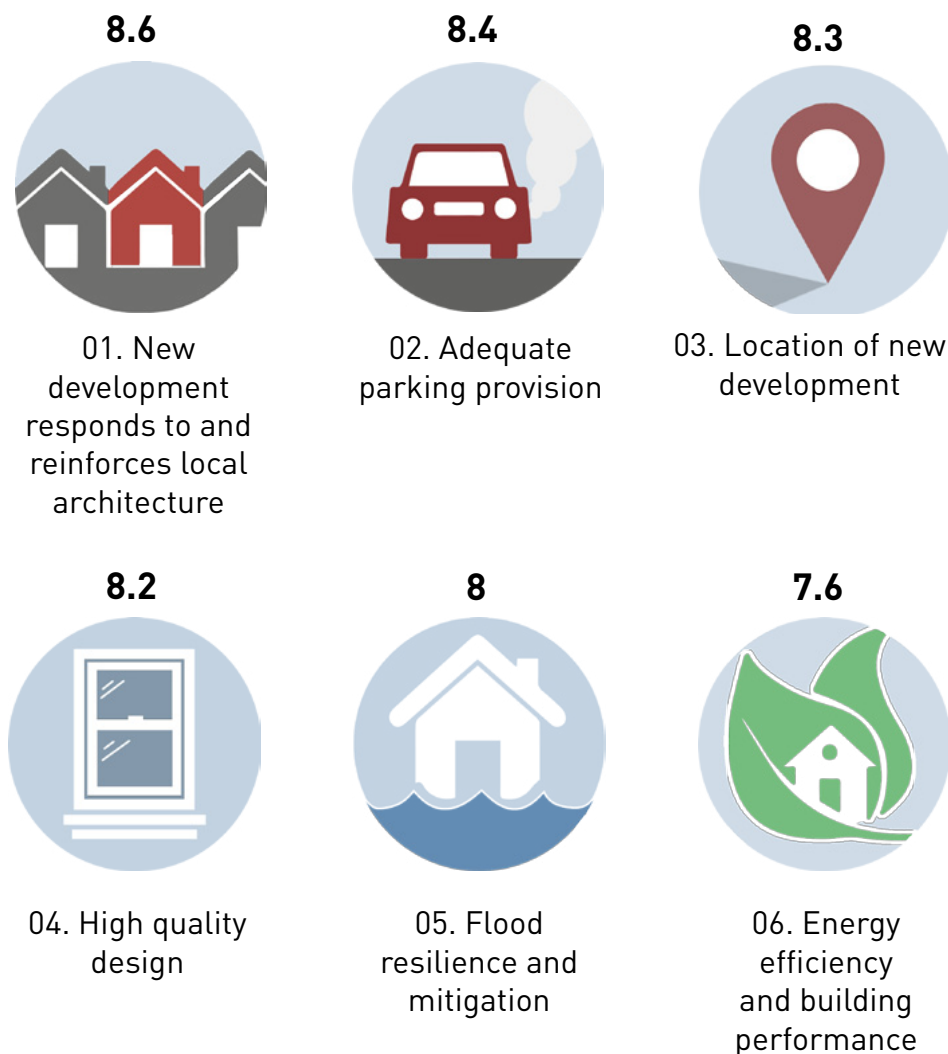 8.6
01. New
development
responds to and
reinforces local
architecture
8.4
02. Adequate
parking provision
8.3
03. Location of new
development
8.2
04. High quality
design
8
05. Flood
resilience and
mitigation
7.6
06. Energy
efficiency
and building
performance